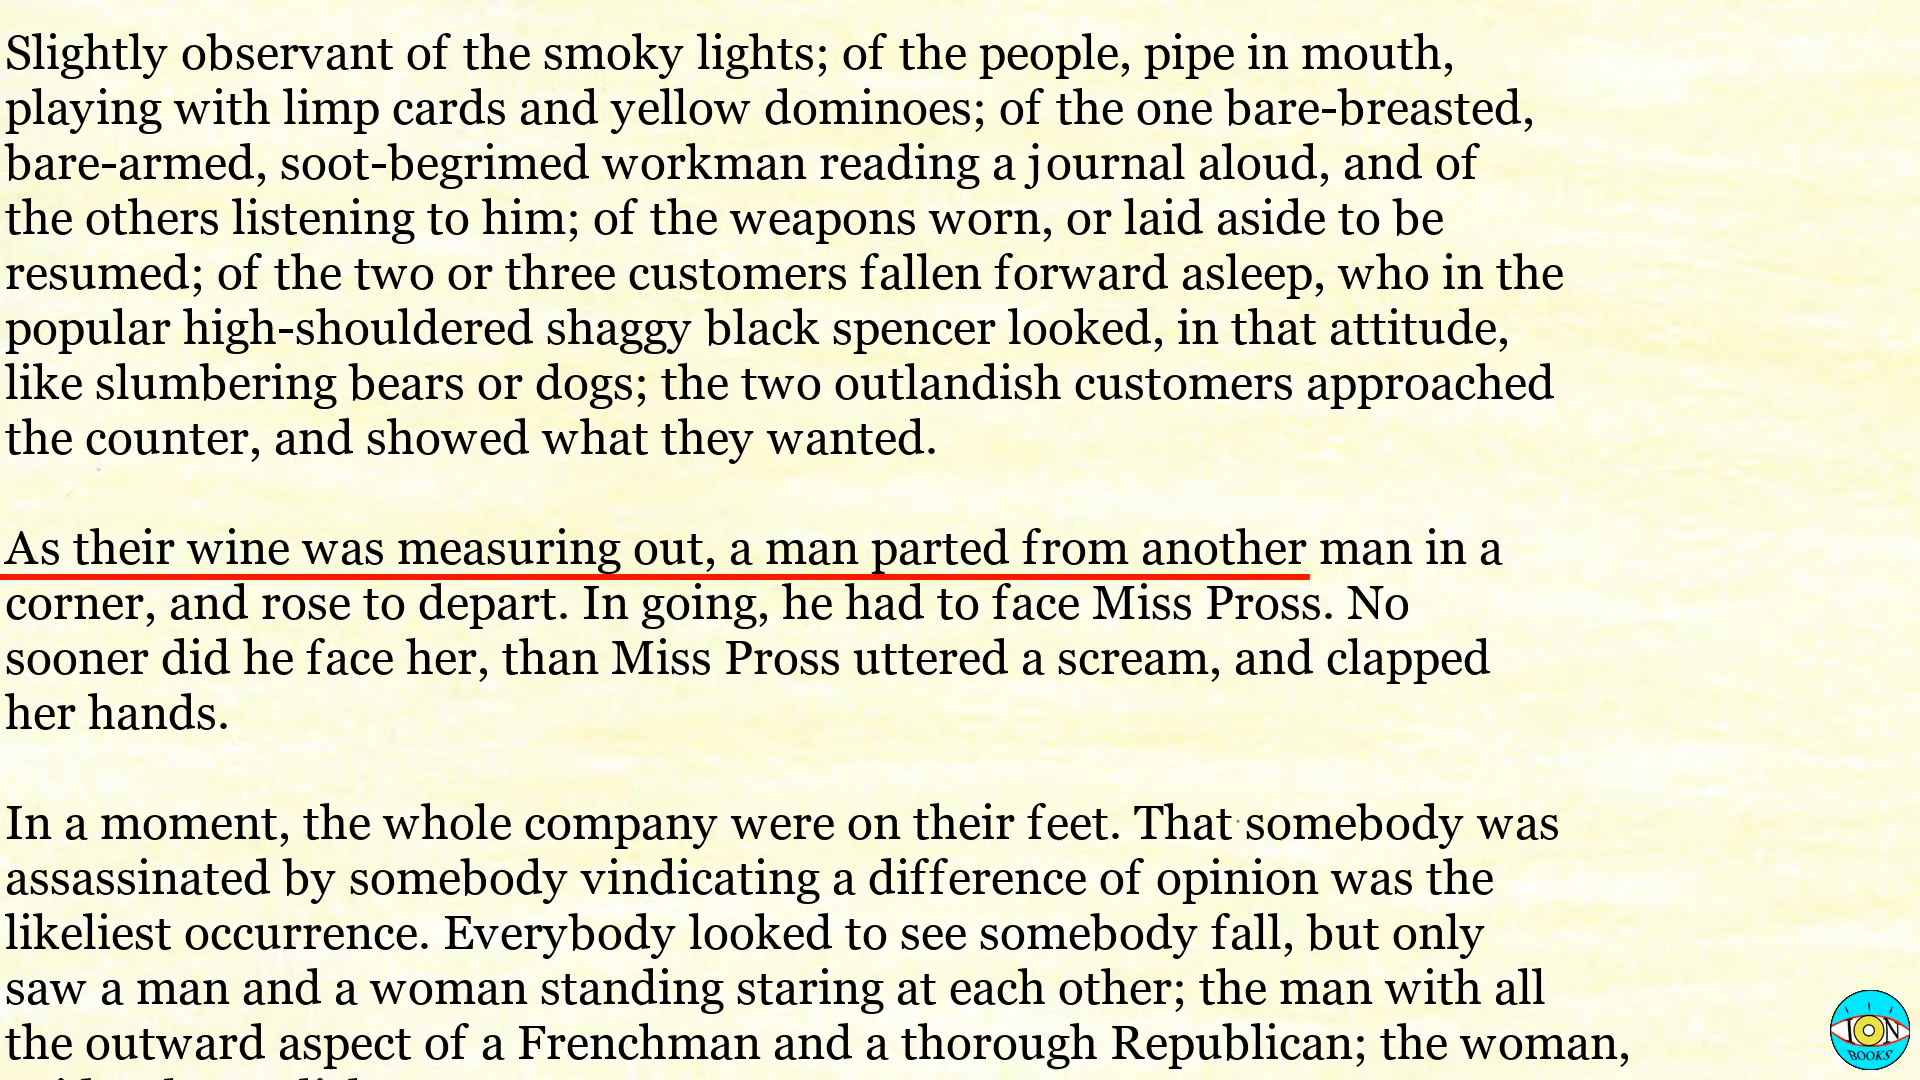 Slightly observant of the smoky lights; of the people, pipe in mouth,
playing with limp cards and yellow dominoes; of the one bare-breasted,
bare-armed, soot-begrimed workman reading a journal aloud, and of
the others listening to him; of the weapons worn, or laid aside to be
resumed; of the two or three customers fallen forward asleep, who in the
popular high-shouldered shaggy black spencer looked, in that attitude,
like slumbering bears or dogs; the two outlandish customers approached
the counter, and showed what they wanted.
As their wine was measuring out, a man parted from another man in a
corner, and rose to depart. In going, he had to face Miss Pross. No
sooner did he face her, than Miss Pross uttered a scream, and clapped
her hands.
In a moment, the whole company were on their feet. That somebody was
assassinated by somebody vindicating a difference of opinion was the
likeliest occurrence. Everybody looked to see somebody fall, but only
saw a man and a woman standing staring at each other; the man with all
the outward aspect of a Frenchman and a thorough Republican; the woman,
ION
BOOKS